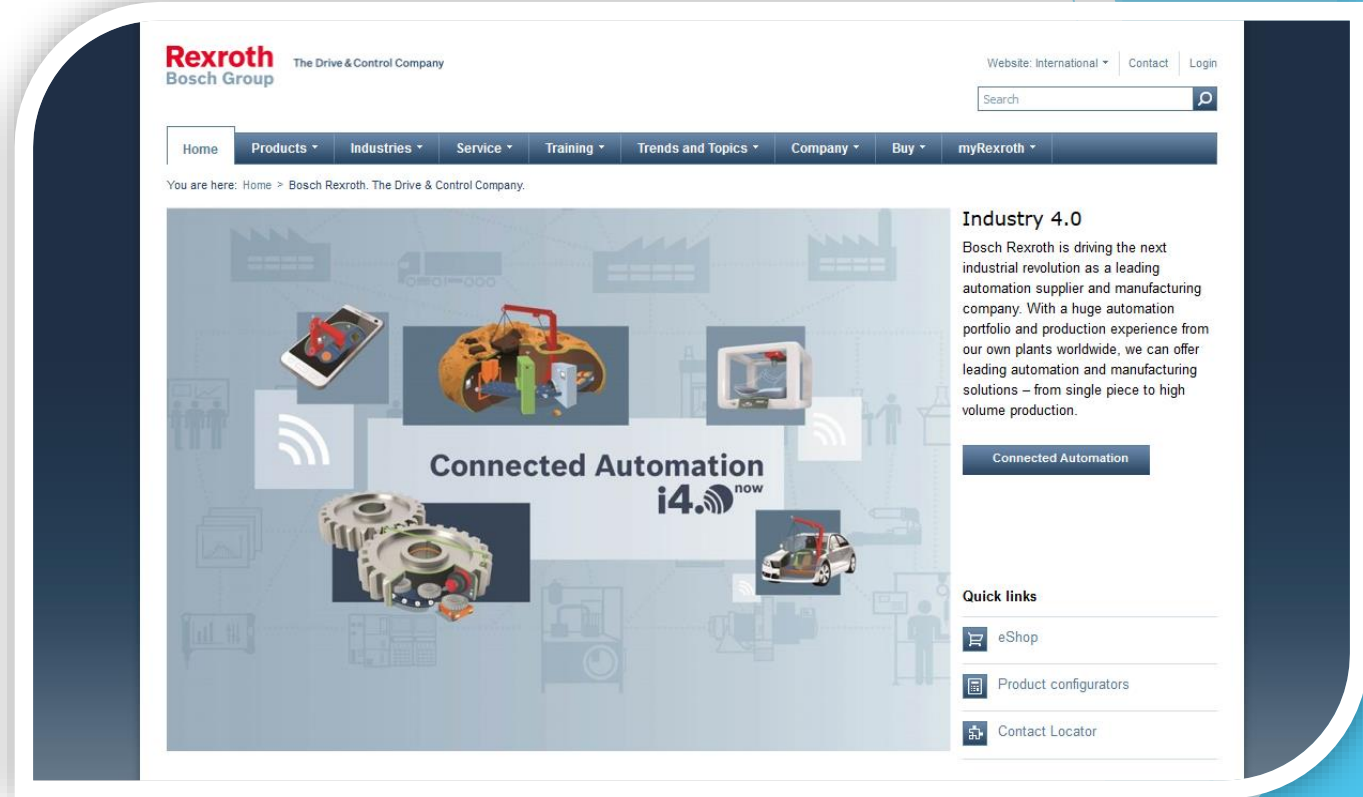 Rexroth
Bosch Group
The Drive & Control Company
Website: International
Contact
Login
Search
Home
Products
Industries
Service
Training
Trends and Topics
Company
Buy
myRexroth
You are here: Home > Bosch Rexroth. The Drive & Control Company.
Industry 4.0
Bosch Rexroth is driving the next
industrial revolution as a leading
automation supplier and manufacturing
company. With a huge automation
portfolio and production experience from
our own plants worldwide, we can offer
leading automation and manufacturing
solutions – from single piece to high
volume production.
Connected Automation
Connected Automation
i4.0 now
Quick links
eShop
Product configurators
Contact Locator